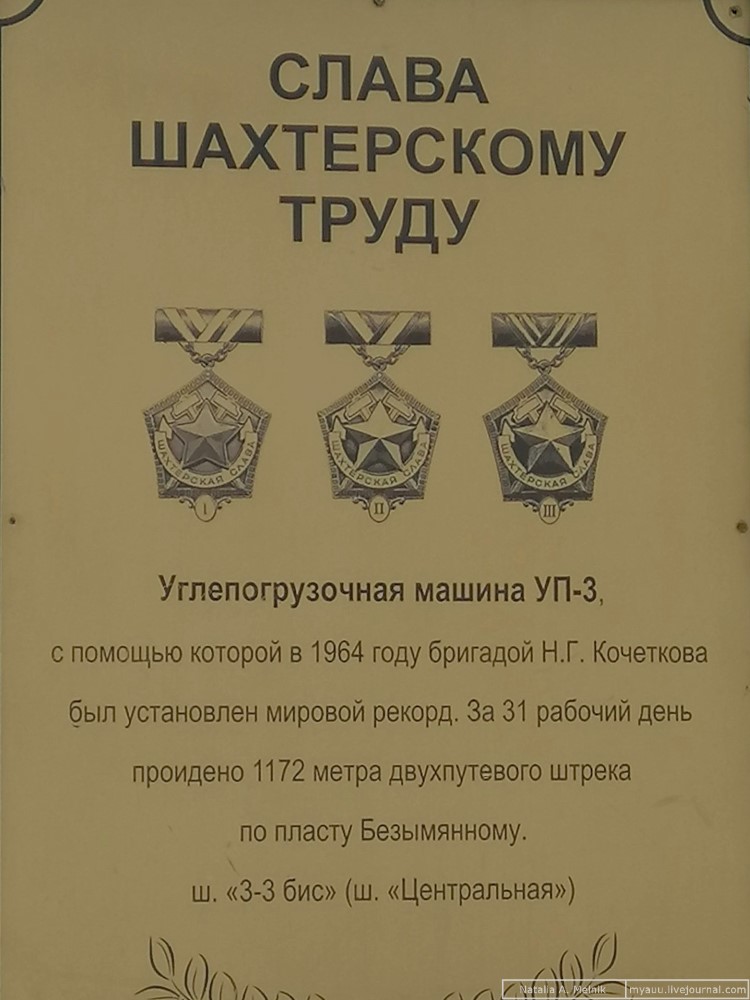 СЛАВА
ШАХТЕРСКОМУ
ТРУДУ
ШАХТЕРСКАЯ СЛАВА
I
ШАХТЕРСКАЯ СЛАВА
II
ШАХТЕРСКАЯ СЛАВА
III
Углепогрузочная машина УП-3,
с помощью которой в 1964 году бригадой Н.Г. Кочеткова
был установлен мировой рекорд. За 31 рабочий день
проидено 1172 метра двухпутевого штрека
по пласту Безымянному.
ш. «3-3 бис» (ш. «Центральная»)
Natalia A. Melnik myauu.livejournal.com